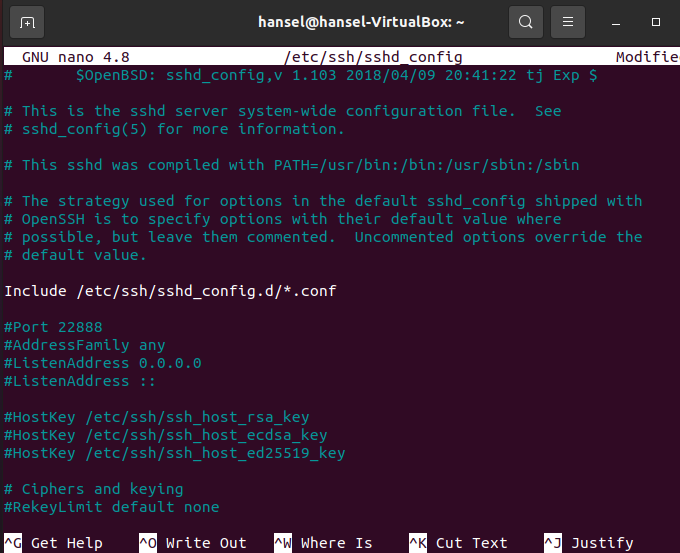 hansel@hansel-VirtualBox: ~
GNU nano 4.8 /etc/ssh/sshd_config Modifie
# $OpenBSD: sshd_config,v 1.103 2018/04/09 20:41:22 tj Exp $
# This is the sshd server system-wide configuration file. See
# sshd_config(5) for more information.
# This sshd was compiled with PATH=/usr/bin:/bin:/usr/sbin:/sbin
# The strategy used for options in the default sshd_config shipped with
# OpenSSH is to specify options with their default value where
# possible, but leave them commented. Uncommented options override the
# default value.
Include /etc/ssh/sshd_config.d/*.conf
#Port 22888
#AddressFamily any
#ListenAddress 0.0.0.0
#ListenAddress ::
#HostKey /etc/ssh/ssh_host_rsa_key
#HostKey /etc/ssh/ssh_host_ecdsa_key
#HostKey /etc/ssh/ssh_host_ed25519_key
# Ciphers and keying
#RekeyLimit default none
^G Get Help ^O Write Out ^W Where Is ^K Cut Text ^J Justify